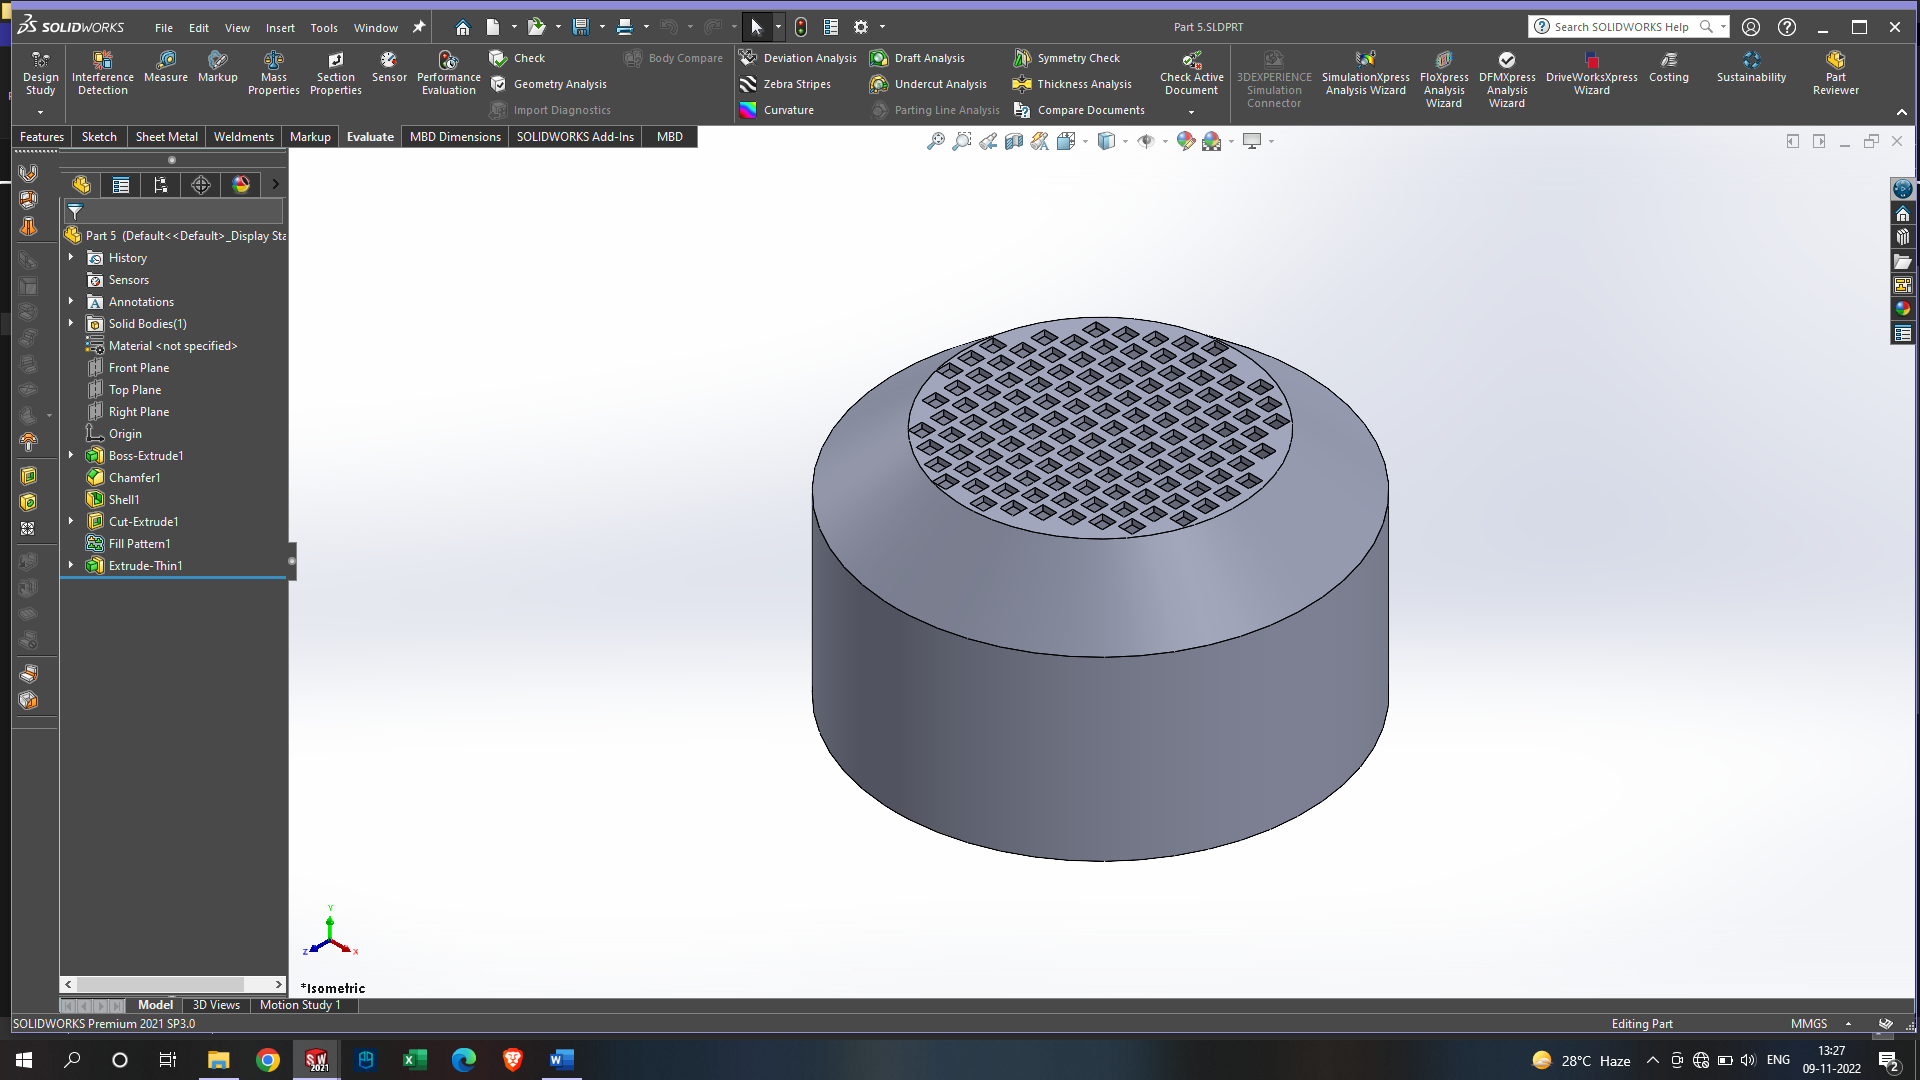 SOLIDWORKS File Edit View Insert Tools Window Part 5.SLDPRT Search SOLIDWORKS Help
Design Study
Interference Detection
Measure
Markup
Mass Properties
Section Properties
Sensor
Performance Evaluation
Check
Geometry Analysis
Import Diagnostics
Body Compare
Deviation Analysis
Zebra Stripes
Curvature
Draft Analysis
Undercut Analysis
Parting Line Analysis
Symmetry Check
Thickness Analysis
Compare Documents
Check Active Document
3DEXPERIENCE Simulation Connector
SimulationXpress Analysis Wizard
FloXpress Analysis Wizard
DFMXpress Analysis Wizard
DriveWorksXpress Wizard
Costing
Sustainability
Part Reviewer
Features Sketch Sheet Metal Weldments Markup Evaluate MBD Dimensions SOLIDWORKS Add-Ins MBD
Part 5 (Default<<Default>_Display Sta
History
Sensors
Annotations
Solid Bodies(1)
Material <not specified>
Front Plane
Top Plane
Right Plane
Origin
Boss-Extrude1
Chamfer1
Shell1
Cut-Extrude1
Fill Pattern1
Extrude-Thin1
Y
Z X
*Isometric
Model 3D Views Motion Study 1
SOLIDWORKS Premium 2021 SP3.0 Editing Part MMGS
28°C Haze ENG 13:27
09-11-2022
2
SW 2021